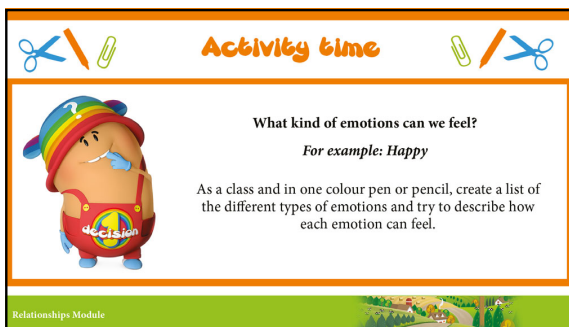 Activity time
?
What kind of emotions can we feel?
For example: Happy
As a class and in one colour pen or pencil, create a list of
the different types of emotions and try to describe how
each emotion can feel.
1
decision
Relationships Module